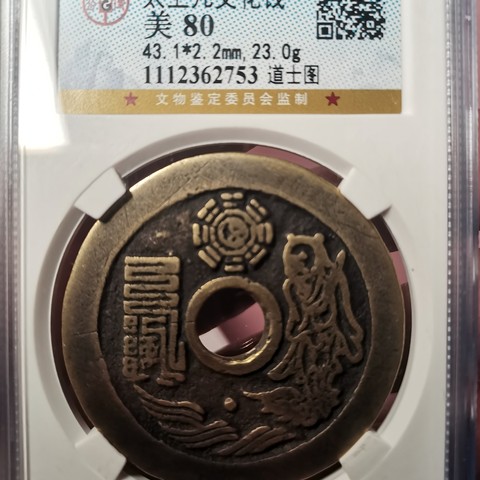 美 80
43.1*2.2mm, 23.0g
1112362753 道士图
★ 文物鉴定委员会监制 ★